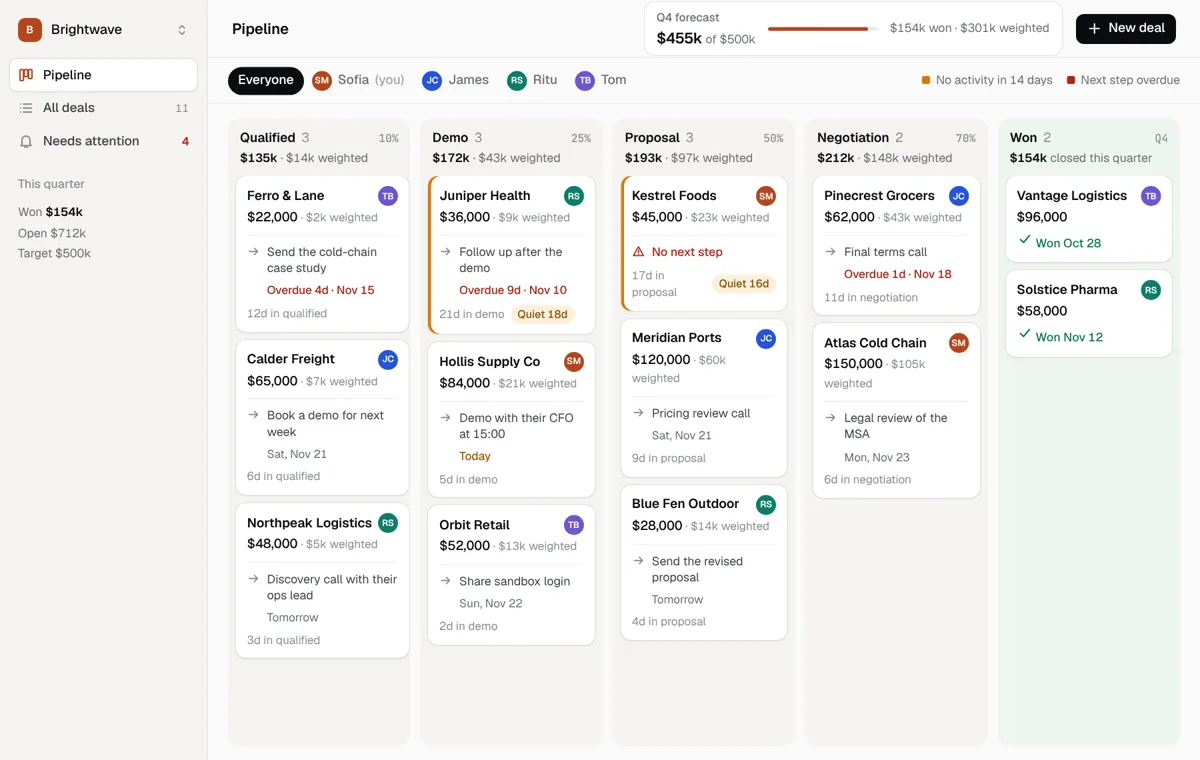 B Brightwave
Pipeline
All deals 11
Needs attention 4
This quarter
Won $154k
Open $712k
Target $500k
Pipeline
Q4 forecast
$455k of $500k
$154k won · $301k weighted
+ New deal
Everyone
SM Sofia (you)
JC James
RS Ritu
TB Tom
No activity in 14 days
Next step overdue
Qualified 3 10%
$135k · $14k weighted
Ferro & Lane TB
$22,000 · $2k weighted
→ Send the cold-chain
case study
Overdue 4d · Nov 15
12d in qualified
Calder Freight JC
$65,000 · $7k weighted
→ Book a demo for next
week
Sat, Nov 21
6d in qualified
Northpeak Logistics RS
$48,000 · $5k weighted
→ Discovery call with their
ops lead
Tomorrow
3d in qualified
Demo 3 25%
$172k · $43k weighted
Juniper Health RS
$36,000 · $9k weighted
→ Follow up after the
demo
Overdue 9d · Nov 10
21d in demo Quiet 18d
Hollis Supply Co SM
$84,000 · $21k weighted
→ Demo with their CFO
at 15:00
Today
5d in demo
Orbit Retail TB
$52,000 · $13k weighted
→ Share sandbox login
Sun, Nov 22
2d in demo
Proposal 3 50%
$193k · $97k weighted
Kestrel Foods SM
$45,000 · $23k weighted
No next step
17d in
proposal
Quiet 16d
Meridian Ports JC
$120,000 · $60k
weighted
→ Pricing review call
Sat, Nov 21
9d in proposal
Blue Fen Outdoor RS
$28,000 · $14k weighted
→ Send the revised
proposal
Tomorrow
4d in proposal
Negotiation 2 70%
$212k · $148k weighted
Pinecrest Grocers JC
$62,000 · $43k weighted
→ Final terms call
Overdue 1d · Nov 18
11d in negotiation
Atlas Cold Chain SM
$150,000 · $105k
weighted
→ Legal review of the
MSA
Mon, Nov 23
6d in negotiation
Won 2 Q4
$154k closed this quarter
Vantage Logistics TB
$96,000
✓ Won Oct 28
Solstice Pharma RS
$58,000
✓ Won Nov 12